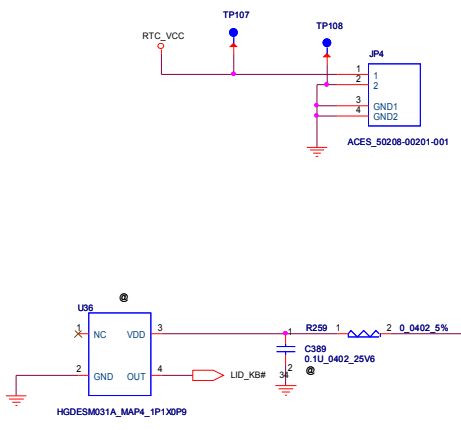 TP107
TP108
RTC_VCC
JP4
1 1
2 2
3 GND1
4 GND2
ACES_50208-00201-001
@
U36
1 NC VDD 3
2 GND OUT 4
LID_KB#
HGDESM031A_MAP4_1P1X0P9
R259 1 2 0_0402_5%
1
C389
0.1U_0402_25V6
2 @